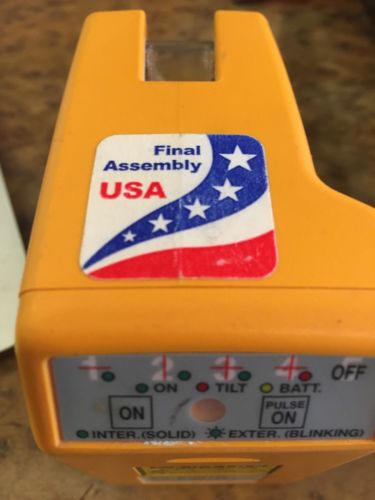 Final
Assembly
USA
OFF
ON TILT BATT.
ON
PULSE
ON
INTER.(SOLID) EXTER.(BLINKING)